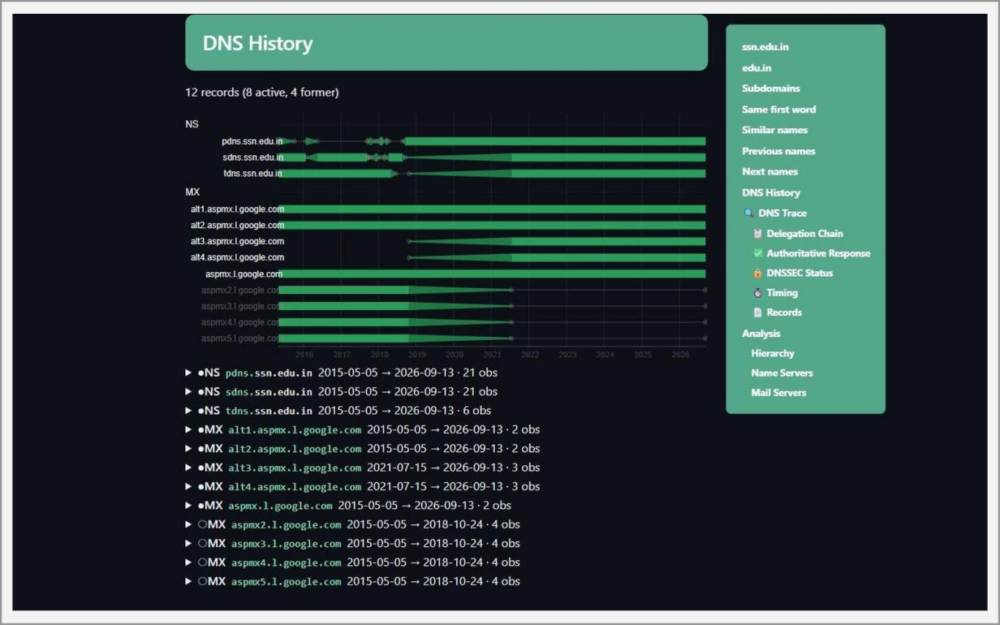 DNS History
12 records (8 active, 4 former)
NS
pdns.ssn.edu.in
sdns.ssn.edu.in
tdns.ssn.edu.in
MX
alt1.aspmx.l.google.com
alt2.aspmx.l.google.com
alt3.aspmx.l.google.com
alt4.aspmx.l.google.com
aspmx.l.google.com
aspmx2.l.google.com
aspmx3.l.google.com
aspmx4.l.google.com
aspmx5.l.google.com
2016 2017 2018 2019 2020 2021 2022 2023 2024 2025 2026
▶ ●NS pdns.ssn.edu.in 2015-05-05 → 2026-09-13 · 21 obs
▶ ●NS sdns.ssn.edu.in 2015-05-05 → 2026-09-13 · 21 obs
▶ ●NS tdns.ssn.edu.in 2015-05-05 → 2026-09-13 · 6 obs
▶ ●MX alt1.aspmx.l.google.com 2015-05-05 → 2026-09-13 · 2 obs
▶ ●MX alt2.aspmx.l.google.com 2015-05-05 → 2026-09-13 · 2 obs
▶ ●MX alt3.aspmx.l.google.com 2021-07-15 → 2026-09-13 · 3 obs
▶ ●MX alt4.aspmx.l.google.com 2021-07-15 → 2026-09-13 · 3 obs
▶ ●MX aspmx.l.google.com 2015-05-05 → 2026-09-13 · 2 obs
▶ ○MX aspmx2.l.google.com 2015-05-05 → 2018-10-24 · 4 obs
▶ ○MX aspmx3.l.google.com 2015-05-05 → 2018-10-24 · 4 obs
▶ ○MX aspmx4.l.google.com 2015-05-05 → 2018-10-24 · 4 obs
▶ ○MX aspmx5.l.google.com 2015-05-05 → 2018-10-24 · 4 obs
ssn.edu.in
edu.in
Subdomains
Same first word
Similar names
Previous names
Next names
DNS History
DNS Trace
Delegation Chain
Authoritative Response
DNSSEC Status
Timing
Records
Analysis
Hierarchy
Name Servers
Mail Servers